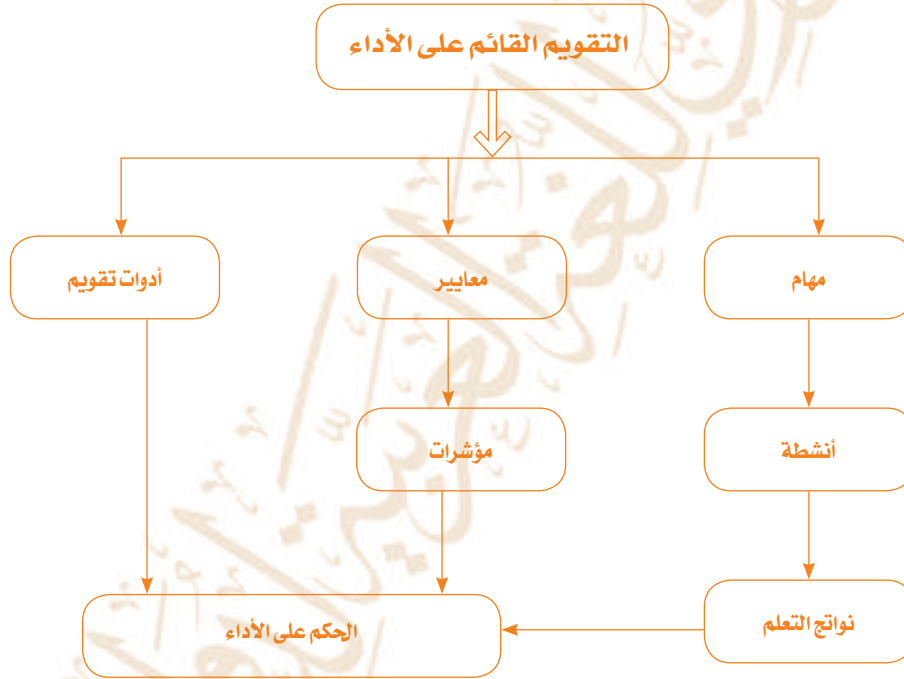 التقويم القائم على الأداء
مهام
معايير
أدوات تقويم
أنشطة
مؤشرات
نواتج التعلم
الحكم على الأداء